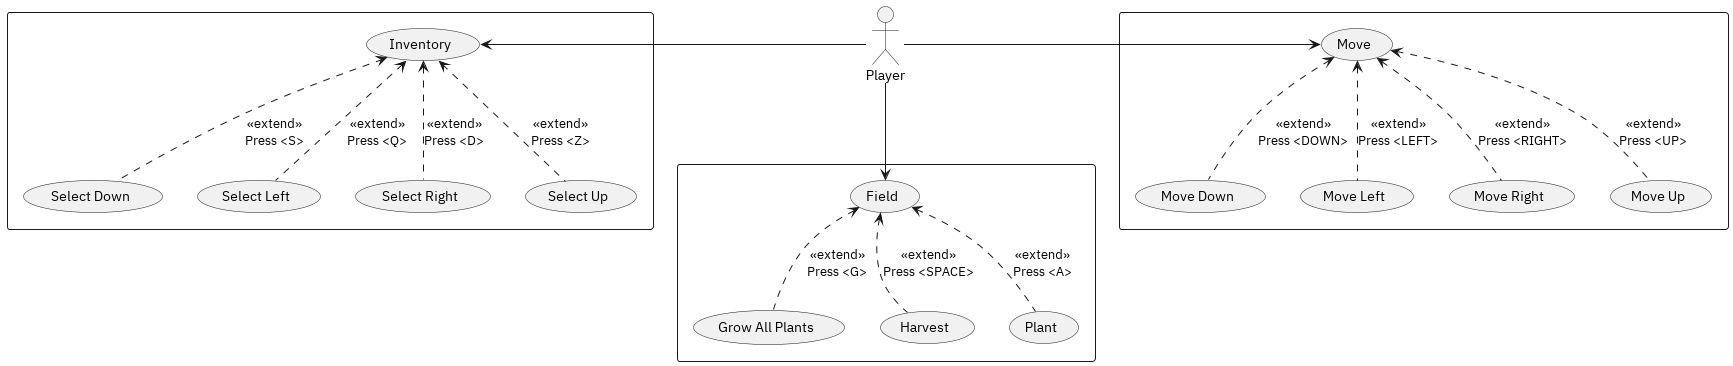 Inventory
Player
Move
«extend»
Press <S>
«extend»
Press <Q>
«extend»
Press <D>
«extend»
Press <Z>
«extend»
Press <DOWN>
«extend»
Press <LEFT>
«extend»
Press <RIGHT>
«extend»
Press <UP>
Select Down
Select Left
Select Right
Select Up
Field
Move Down
Move Left
Move Right
Move Up
«extend»
Press <G>
«extend»
Press <SPACE>
«extend»
Press <A>
Grow All Plants
Harvest
Plant